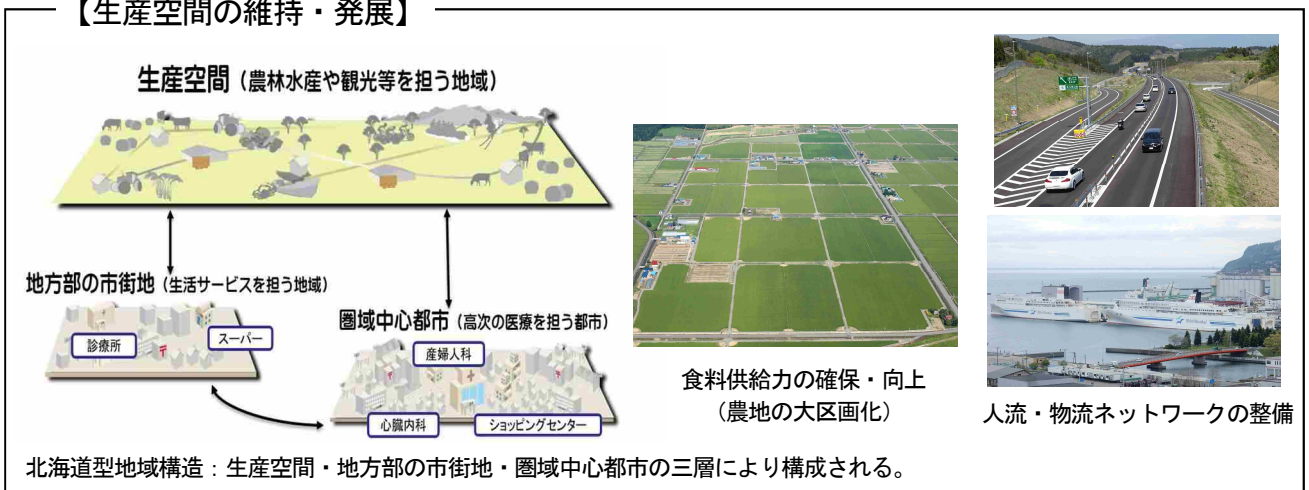 【生産空間の維持・発展】
生産空間（農林水産や観光等を担う地域）
地方部の市街地（生活サービスを担う地域）
診療所
スーパー
圏域中心都市（高次の医療を担う都市）
産婦人科
心臓内科
ショッピングセンター
食料供給力の確保・向上
（農地の大区画化）
人流・物流ネットワークの整備
北海道型地域構造：生産空間・地方部の市街地・圏域中心都市の三層により構成される。